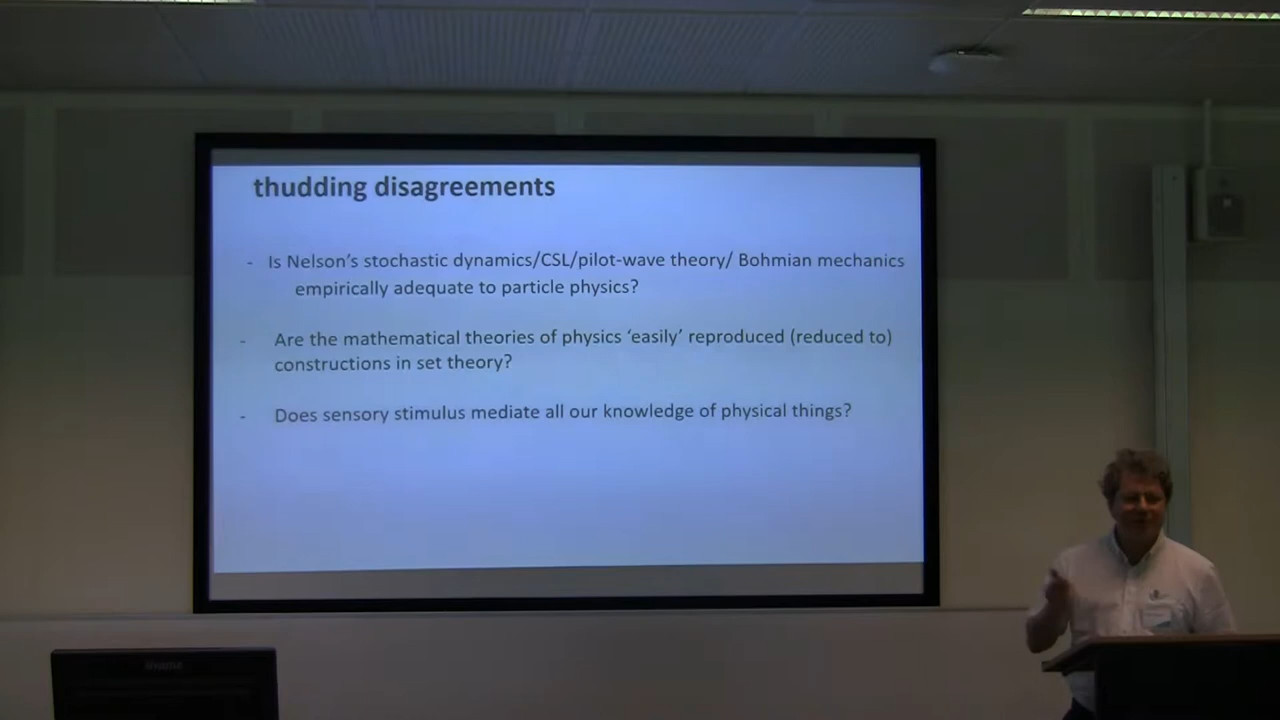 thudding disagreements
- Is Nelson's stochastic dynamics/CSL/pilot-wave theory/ Bohmian mechanics
empirically adequate to particle physics?
- Are the mathematical theories of physics ‘easily’ reproduced (reduced to)
constructions in set theory?
- Does sensory stimulus mediate all our knowledge of physical things?